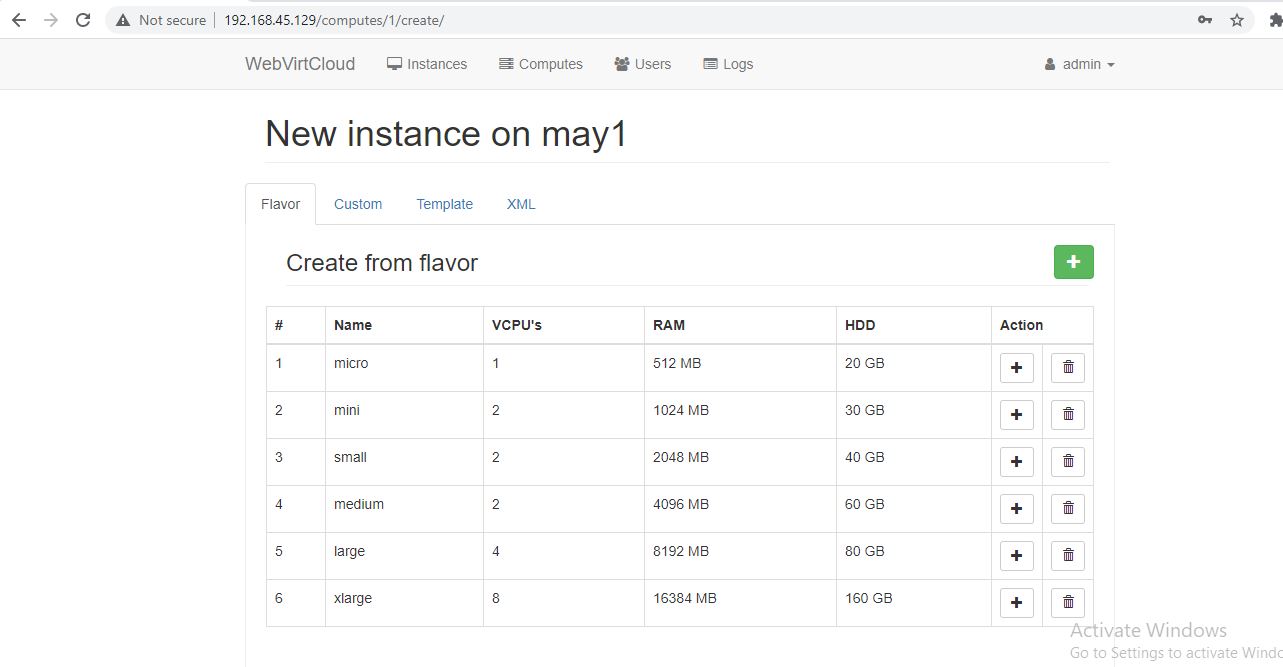 Not secure 192.168.45.129/computes/1/create/
WebVirtCloud Instances Computes Users Logs admin
New instance on may1
Flavor Custom Template XML
Create from flavor
# Name VCPU's RAM HDD Action
1 micro 1 512 MB 20 GB
2 mini 2 1024 MB 30 GB
3 small 2 2048 MB 40 GB
4 medium 2 4096 MB 60 GB
5 large 4 8192 MB 80 GB
6 xlarge 8 16384 MB 160 GB
Activate Windows
Go to Settings to activate Windo